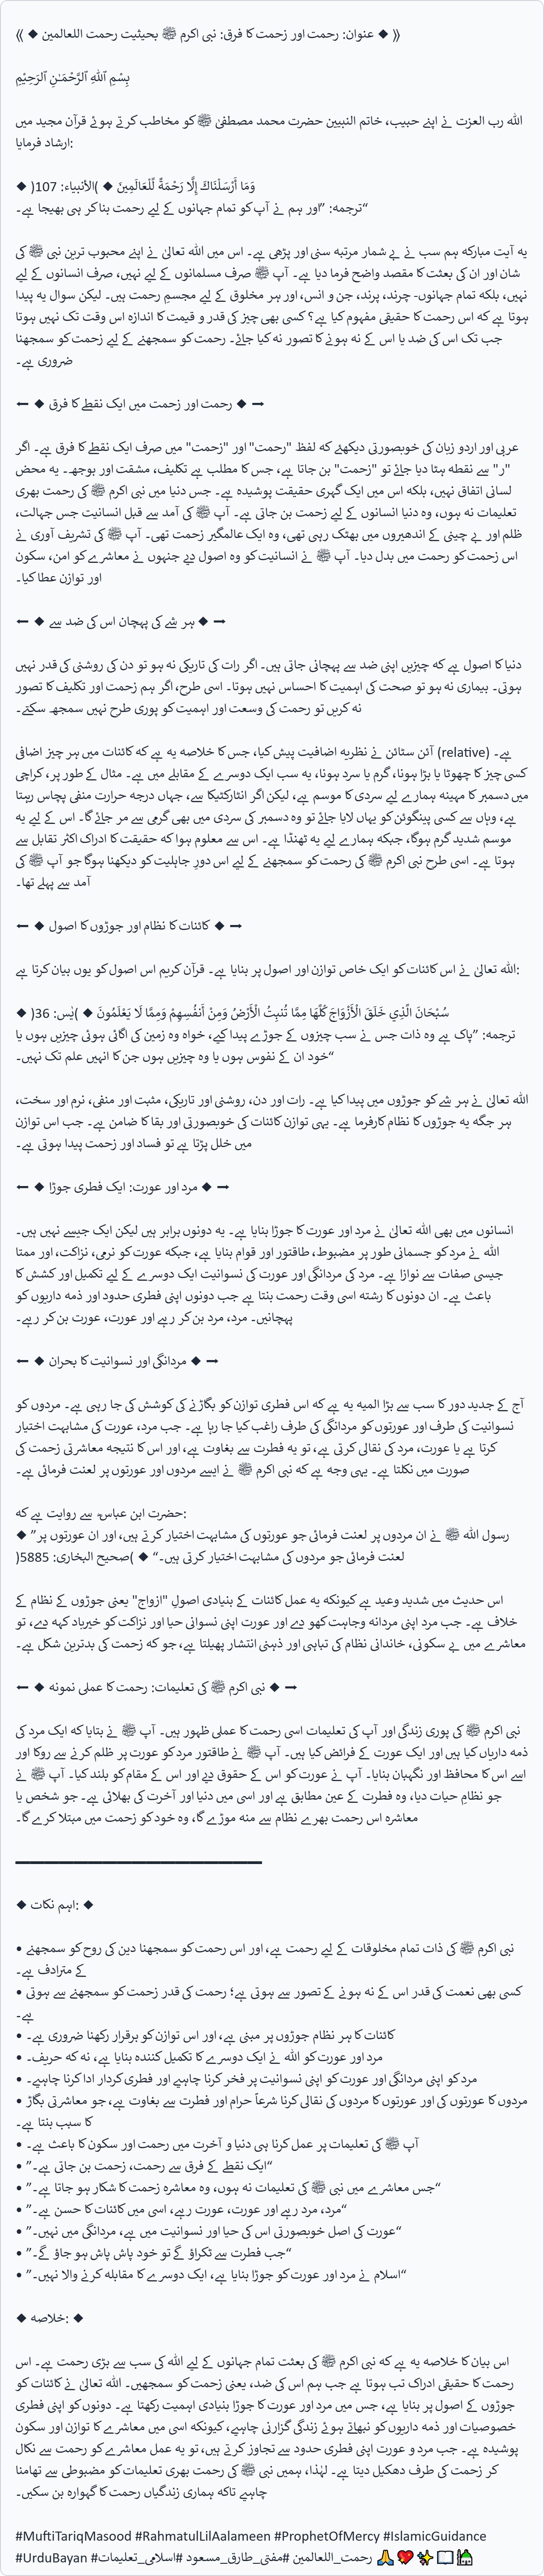 《 ◆ عنوان: رحمت اور زحمت کا فرق: نبی اکرم ﷺ بحیثیت رحمت اللعالمین ◆ 》
بِسْمِ ٱللَّٰهِ ٱلرَّحْمَـٰنِ ٱلرَّحِيْمِ
اللہ رب العزت نے اپنے حبیب، خاتم النبیین حضرت محمد مصطفیٰ ﷺ کو مخاطب کرتے ہوئے قرآن مجید میں
ارشاد فرمایا:
◆ وَمَا أَرْسَلْنَاكَ إِلَّا رَحْمَةً لِّلْعَالَمِينَ ◆ (الأنبياء: 107)
ترجمہ: ”اور ہم نے آپ کو تمام جہانوں کے لیے رحمت بنا کر ہی بھیجا ہے۔“
یہ آیت مبارکہ ہم سب نے بے شمار مرتبہ سنی اور پڑھی ہے۔ اس میں اللہ تعالیٰ نے اپنے محبوب ترین نبی ﷺ کی
شان اور ان کی بعثت کا مقصد واضح فرما دیا ہے۔ آپ ﷺ صرف مسلمانوں کے لیے نہیں، صرف انسانوں کے لیے
نہیں، بلکہ تمام جہانوں- چرند، پرند، جن و انس، اور ہر مخلوق کے لیے مجسم رحمت ہیں۔ لیکن سوال یہ پیدا
ہوتا ہے کہ اس رحمت کا حقیقی مفہوم کیا ہے؟ کسی بھی چیز کی قدر و قیمت کا اندازہ اس وقت تک نہیں ہوتا
جب تک اس کی ضد یا اس کے نہ ہونے کا تصور نہ کیا جائے۔ رحمت کو سمجھنے کے لیے زحمت کو سمجھنا
ضروری ہے۔
← ◆ رحمت اور زحمت میں ایک نقطے کا فرق ◆ →
عربی اور اردو زبان کی خوبصورتی دیکھئے کہ لفظ "رحمت" اور "زحمت" میں صرف ایک نقطے کا فرق ہے۔ اگر
"ر" سے نقطہ ہٹا دیا جائے تو "زحمت" بن جاتا ہے، جس کا مطلب ہے تکلیف، مشقت اور بوجھ۔ یہ محض
لسانی اتفاق نہیں، بلکہ اس میں ایک گہری حقیقت پوشیدہ ہے۔ جس دنیا میں نبی اکرم ﷺ کی رحمت بھری
تعلیمات نہ ہوں، وہ دنیا انسانوں کے لیے زحمت بن جاتی ہے۔ آپ ﷺ کی آمد سے قبل انسانیت جس جہالت،
ظلم اور بے چینی کے اندھیروں میں بھٹک رہی تھی، وہ ایک عالمگیر زحمت تھی۔ آپ ﷺ کی تشریف آوری نے
اس زحمت کو رحمت میں بدل دیا۔ آپ ﷺ نے انسانیت کو وہ اصول دیے جنہوں نے معاشرے کو امن، سکون
اور توازن عطا کیا۔
← ◆ ہر شے کی پہچان اس کی ضد سے ◆ →
دنیا کا اصول ہے کہ چیزیں اپنی ضد سے پہچانی جاتی ہیں۔ اگر رات کی تاریکی نہ ہو تو دن کی روشنی کی قدر نہیں
ہوتی۔ بیماری نہ ہو تو صحت کی اہمیت کا احساس نہیں ہوتا۔ اسی طرح، اگر ہم زحمت اور تکلیف کا تصور
نہ کریں تو رحمت کی وسعت اور اہمیت کو پوری طرح نہیں سمجھ سکتے۔
آئن سٹائن نے نظریہ اضافیت پیش کیا، جس کا خلاصہ یہ ہے کہ کائنات میں ہر چیز اضافی (relative) ہے۔
کسی چیز کا چھوٹا یا بڑا ہونا، گرم یا سرد ہونا، یہ سب ایک دوسرے کے مقابلے میں ہے۔ مثال کے طور پر، کراچی
میں دسمبر کا مہینہ ہمارے لیے سردی کا موسم ہے، لیکن اگر انٹارکٹیکا سے، جہاں درجہ حرارت منفی پچاس رہتا
ہے، وہاں سے کسی پینگوئن کو یہاں لایا جائے تو وہ دسمبر کی سردی میں بھی گرمی سے مر جائے گا۔ اس کے لیے یہ
موسم شدید گرم ہوگا، جبکہ ہمارے لیے یہ ٹھنڈا ہے۔ اس سے معلوم ہوا کہ حقیقت کا ادراک اکثر تقابل سے
ہوتا ہے۔ اسی طرح نبی اکرم ﷺ کی رحمت کو سمجھنے کے لیے اس دورِ جاہلیت کو دیکھنا ہوگا جو آپ ﷺ کی
آمد سے پہلے تھا۔
← ◆ کائنات کا نظام اور جوڑوں کا اصول ◆ →
اللہ تعالیٰ نے اس کائنات کو ایک خاص توازن اور اصول پر بنایا ہے۔ قرآن کریم اس اصول کو یوں بیان کرتا ہے:
◆ سُبْحَانَ الَّذِي خَلَقَ الْأَزْوَاجَ كُلَّهَا مِمَّا تُنبِتُ الْأَرْضُ وَمِنْ أَنفُسِهِمْ وَمِمَّا لَا يَعْلَمُونَ ◆ (يٰس: 36)
ترجمہ: ”پاک ہے وہ ذات جس نے سب چیزوں کے جوڑے پیدا کیے، خواہ وہ زمین کی اگائی ہوئی چیزیں ہوں یا
خود ان کے نفوس ہوں یا وہ چیزیں ہوں جن کا انہیں علم تک نہیں۔“
اللہ تعالیٰ نے ہر شے کو جوڑوں میں پیدا کیا ہے۔ رات اور دن، روشنی اور تاریکی، مثبت اور منفی، نرم اور سخت،
ہر جگہ یہ جوڑوں کا نظام کارفرما ہے۔ یہی توازن کائنات کی خوبصورتی اور بقا کا ضامن ہے۔ جب اس توازن
میں خلل پڑتا ہے تو فساد اور زحمت پیدا ہوتی ہے۔
← ◆ مرد اور عورت: ایک فطری جوڑا ◆ →
انسانوں میں بھی اللہ تعالیٰ نے مرد اور عورت کا جوڑا بنایا ہے۔ یہ دونوں برابر ہیں لیکن ایک جیسے نہیں ہیں۔
اللہ نے مرد کو جسمانی طور پر مضبوط، طاقتور اور قوام بنایا ہے، جبکہ عورت کو نرمی، نزاکت، اور ممتا
جیسی صفات سے نوازا ہے۔ مرد کی مردانگی اور عورت کی نسوانیت ایک دوسرے کے لیے تکمیل اور کشش کا
باعث ہے۔ ان دونوں کا رشتہ اسی وقت رحمت بنتا ہے جب دونوں اپنی فطری حدود اور ذمہ داریوں کو
پہچانیں۔ مرد، مرد بن کر رہے اور عورت، عورت بن کر رہے۔
← ◆ مردانگی اور نسوانیت کا بحران ◆ →
آج کے جدید دور کا سب سے بڑا المیہ یہ ہے کہ اس فطری توازن کو بگاڑنے کی کوشش کی جا رہی ہے۔ مردوں کو
نسوانیت کی طرف اور عورتوں کو مردانگی کی طرف راغب کیا جا رہا ہے۔ جب مرد، عورت کی مشابہت اختیار
کرتا ہے یا عورت، مرد کی نقالی کرتی ہے، تو یہ فطرت سے بغاوت ہے، اور اس کا نتیجہ معاشرتی زحمت کی
صورت میں نکلتا ہے۔ یہی وجہ ہے کہ نبی اکرم ﷺ نے ایسے مردوں اور عورتوں پر لعنت فرمائی ہے۔
حضرت ابن عباسؓ سے روایت ہے کہ:
◆ ”رسول اللہ ﷺ نے ان مردوں پر لعنت فرمائی جو عورتوں کی مشابہت اختیار کرتے ہیں، اور ان عورتوں پر
لعنت فرمائی جو مردوں کی مشابہت اختیار کرتی ہیں۔“ ◆ (صحیح البخاری: 5885)
اس حدیث میں شدید وعید ہے کیونکہ یہ عمل کائنات کے بنیادی اصول "ازواج" یعنی جوڑوں کے نظام کے
خلاف ہے۔ جب مرد اپنی مردانہ وجاہت کھو دے اور عورت اپنی نسوانی حیا اور نزاکت کو خیرباد کہہ دے، تو
معاشرے میں بے سکونی، خاندانی نظام کی تباہی اور ذہنی انتشار پھیلتا ہے، جو کہ زحمت کی بدترین شکل ہے۔
← ◆ نبی اکرم ﷺ کی تعلیمات: رحمت کا عملی نمونہ ◆ →
نبی اکرم ﷺ کی پوری زندگی اور آپ کی تعلیمات اسی رحمت کا عملی ظہور ہیں۔ آپ ﷺ نے بتایا کہ ایک مرد کی
ذمہ داریاں کیا ہیں اور ایک عورت کے فرائض کیا ہیں۔ آپ ﷺ نے طاقتور مرد کو عورت پر ظلم کرنے سے روکا اور
اسے اس کا محافظ اور نگہبان بنایا۔ آپ نے عورت کو اس کے حقوق دیے اور اس کے مقام کو بلند کیا۔ آپ ﷺ نے
جو نظامِ حیات دیا، وہ فطرت کے عین مطابق ہے اور اسی میں دنیا اور آخرت کی بھلائی ہے۔ جو شخص یا
معاشرہ اس رحمت بھرے نظام سے منہ موڑے گا، وہ خود کو زحمت میں مبتلا کرے گا۔
◆ اہم نکات: ◆
• نبی اکرم ﷺ کی ذات تمام مخلوقات کے لیے رحمت ہے، اور اس رحمت کو سمجھنا دین کی روح کو سمجھنے
کے مترادف ہے۔
• کسی بھی نعمت کی قدر اس کے نہ ہونے کے تصور سے ہوتی ہے؛ رحمت کی قدر زحمت کو سمجھنے سے ہوتی
ہے۔
• کائنات کا ہر نظام جوڑوں پر مبنی ہے، اور اس توازن کو برقرار رکھنا ضروری ہے۔
• مرد اور عورت کو اللہ نے ایک دوسرے کا تکمیل کنندہ بنایا ہے، نہ کہ حریف۔
• مرد کو اپنی مردانگی اور عورت کو اپنی نسوانیت پر فخر کرنا چاہیے اور فطری کردار ادا کرنا چاہیے۔
• مردوں کا عورتوں کی اور عورتوں کا مردوں کی نقالی کرنا شرعاً حرام اور فطرت سے بغاوت ہے، جو معاشرتی بگاڑ
کا سبب بنتا ہے۔
• آپ ﷺ کی تعلیمات پر عمل کرنا ہی دنیا و آخرت میں رحمت اور سکون کا باعث ہے۔
• ”ایک نقطے کے فرق سے رحمت، زحمت بن جاتی ہے۔“
• ”جس معاشرے میں نبی ﷺ کی تعلیمات نہ ہوں، وہ معاشرہ زحمت کا شکار ہو جاتا ہے۔“
• ”مرد، مرد رہے اور عورت، عورت رہے، اسی میں کائنات کا حسن ہے۔“
• ”عورت کی اصل خوبصورتی اس کی حیا اور نسوانیت میں ہے، مردانگی میں نہیں۔“
• ”جب فطرت سے ٹکراؤ گے تو خود پاش پاش ہو جاؤ گے۔“
• ”اسلام نے مرد اور عورت کو جوڑا بنایا ہے، ایک دوسرے کا مقابلہ کرنے والا نہیں۔“
◆ خلاصہ: ◆
اس بیان کا خلاصہ یہ ہے کہ نبی اکرم ﷺ کی بعثت تمام جہانوں کے لیے اللہ کی سب سے بڑی رحمت ہے۔ اس
رحمت کا حقیقی ادراک تب ہوتا ہے جب ہم اس کی ضد، یعنی زحمت کو سمجھیں۔ اللہ تعالیٰ نے کائنات کو
جوڑوں کے اصول پر بنایا ہے، جس میں مرد اور عورت کا جوڑا بنیادی اہمیت رکھتا ہے۔ دونوں کو اپنی فطری
خصوصیات اور ذمہ داریوں کو نبھاتے ہوئے زندگی گزارنی چاہیے، کیونکہ اسی میں معاشرے کا توازن اور سکون
پوشیدہ ہے۔ جب مرد و عورت اپنی فطری حدود سے تجاوز کرتے ہیں، تو یہ عمل معاشرے کو رحمت سے نکال
کر زحمت کی طرف دھکیل دیتا ہے۔ لہٰذا، ہمیں نبی ﷺ کی رحمت بھری تعلیمات کو مضبوطی سے تھامنا
چاہیے تاکہ ہماری زندگیاں رحمت کا گہوارہ بن سکیں۔
#MuftiTariqMasood #RahmatulLilAalameen #ProphetOfMercy #IslamicGuidance
#UrduBayan #رحمت_اللعالمین #مفتی_طارق_مسعود #اسلامی_تعلیمات 🙏❤️✨📖🕌